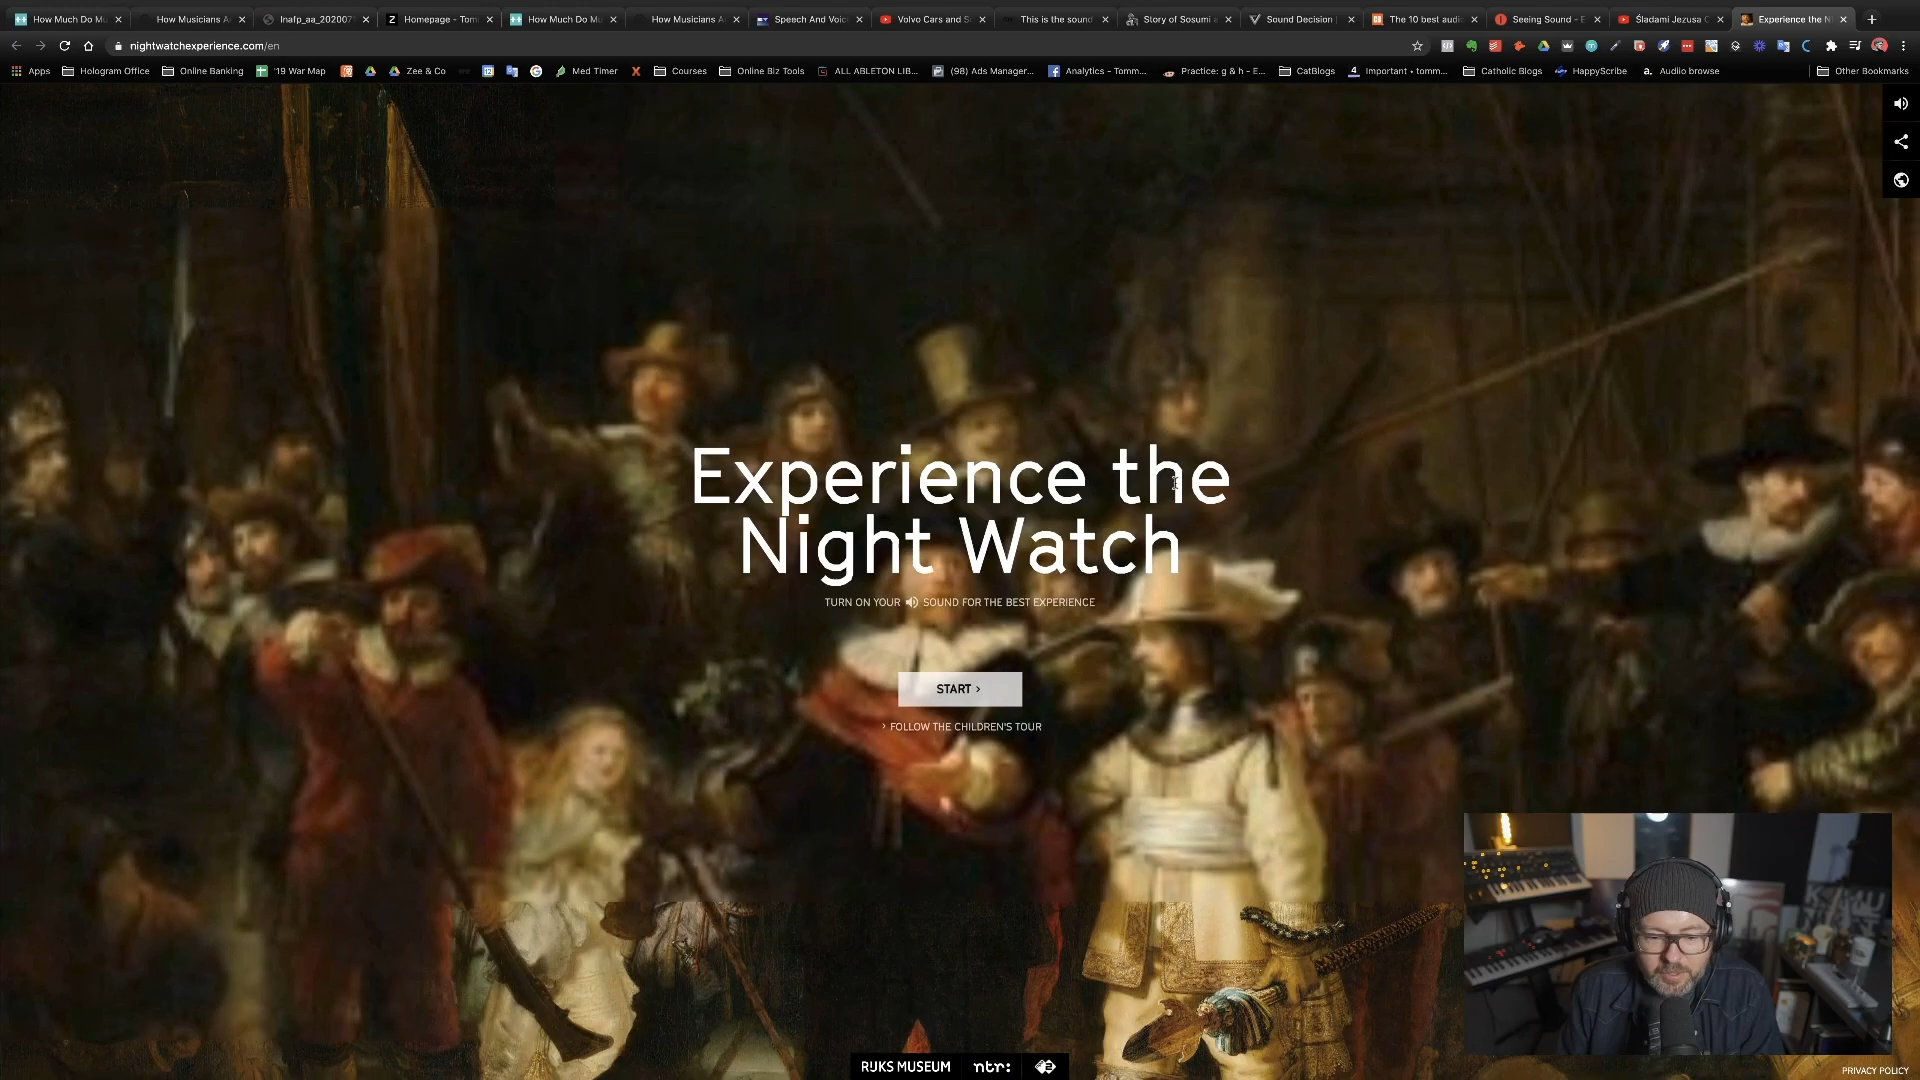 How Much Do Mu
How Musicians A
lnafp_aa_202007
Homepage - Tom
How Much Do Mu
How Musicians A
Speech And Voic
Volvo Cars and S
This is the sound
Story of Sosumi a
Sound Decision
The 10 best audi
Seeing Sound – E
Śladami Jezusa C
Experience the N
nightwatchexperience.com/en
Apps
Hologram Office
Online Banking
'19 War Map
Zee & Co
Med Timer
Courses
Online Biz Tools
ALL ABLETON LIB...
(98) Ads Manager...
Analytics - Tomm...
Practice: g & h - E...
CatBlogs
Important • tomm...
Catholic Blogs
HappyScribe
Audiio browse
Other Bookmarks
Experience the
Night Watch
TURN ON YOUR SOUND FOR THE BEST EXPERIENCE
START >
> FOLLOW THE CHILDREN'S TOUR
RIJKS MUSEUM
ntr:
PRIVACY POLICY